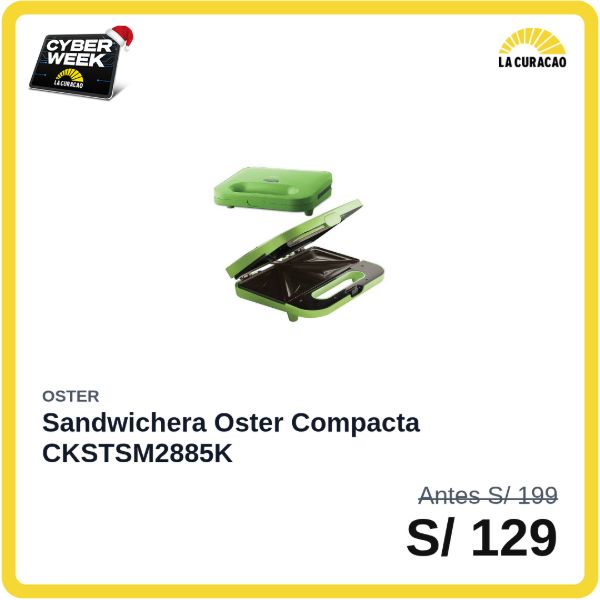 CYBER
WEEK
LA CURACAO
LA CURACAO
OSTER
Sandwichera Oster Compacta
CKSTSM2885K
Antes S/ 199
S/ 129